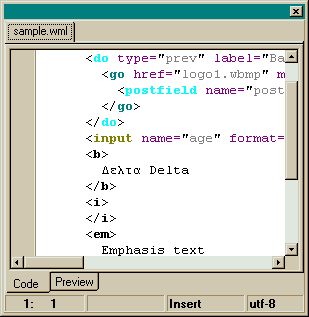 sample.wml
<do type="prev" label="Ba
<go href="logo1.wbmp" m
<postfield name="post
</go>
</do>
<input name="age" format=
<b>
Δελτα Delta
</b>
<i>
</i>
<em>
Emphasis text
Code Preview
1: 1 Insert utf-8